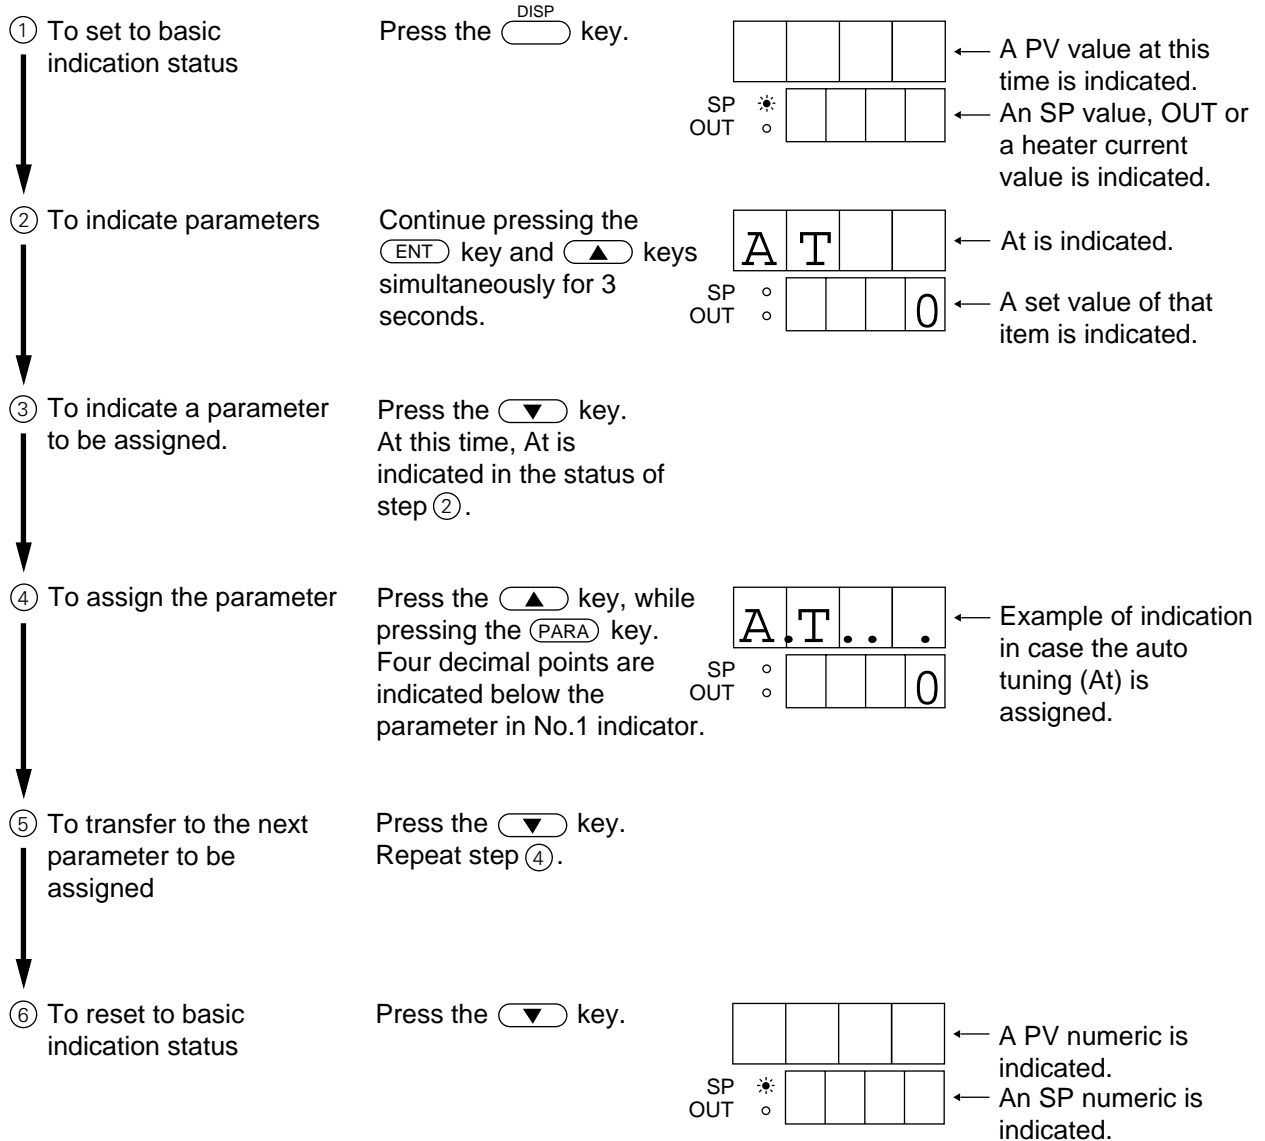 ① To set to basic
indication status
DISP
Press the key.
A PV value at this
time is indicated.
SP
OUT
An SP value, OUT or
a heater current
value is indicated.
② To indicate parameters
Continue pressing the
ENT key and ▲ keys
simultaneously for 3
seconds.
A T
At is indicated.
SP
OUT
0
A set value of that
item is indicated.
③ To indicate a parameter
to be assigned.
Press the ▼ key.
At this time, At is
indicated in the status of
step ②.
④ To assign the parameter
Press the ▲ key, while
pressing the PARA key.
Four decimal points are
indicated below the
parameter in No.1 indicator.
A.T.. .
SP
OUT
0
Example of indication
in case the auto
tuning (At) is
assigned.
⑤ To transfer to the next
parameter to be
assigned
Press the ▼ key.
Repeat step ④.
⑥ To reset to basic
indication status
Press the ▼ key.
A PV numeric is
indicated.
SP
OUT
An SP numeric is
indicated.